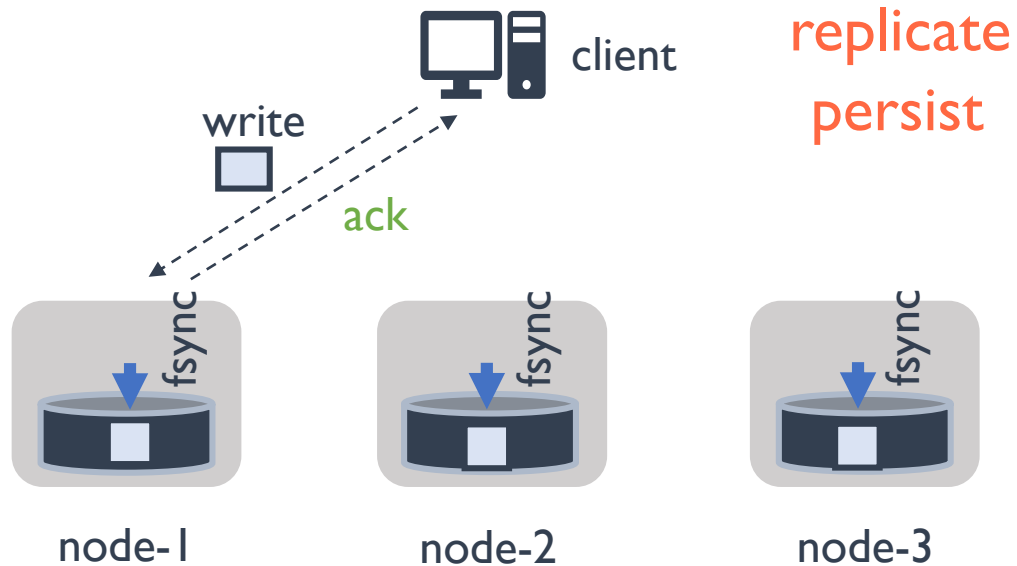 replicate
persist
client
write
ack
fsync
fsync
fsync
node-1
node-2
node-3